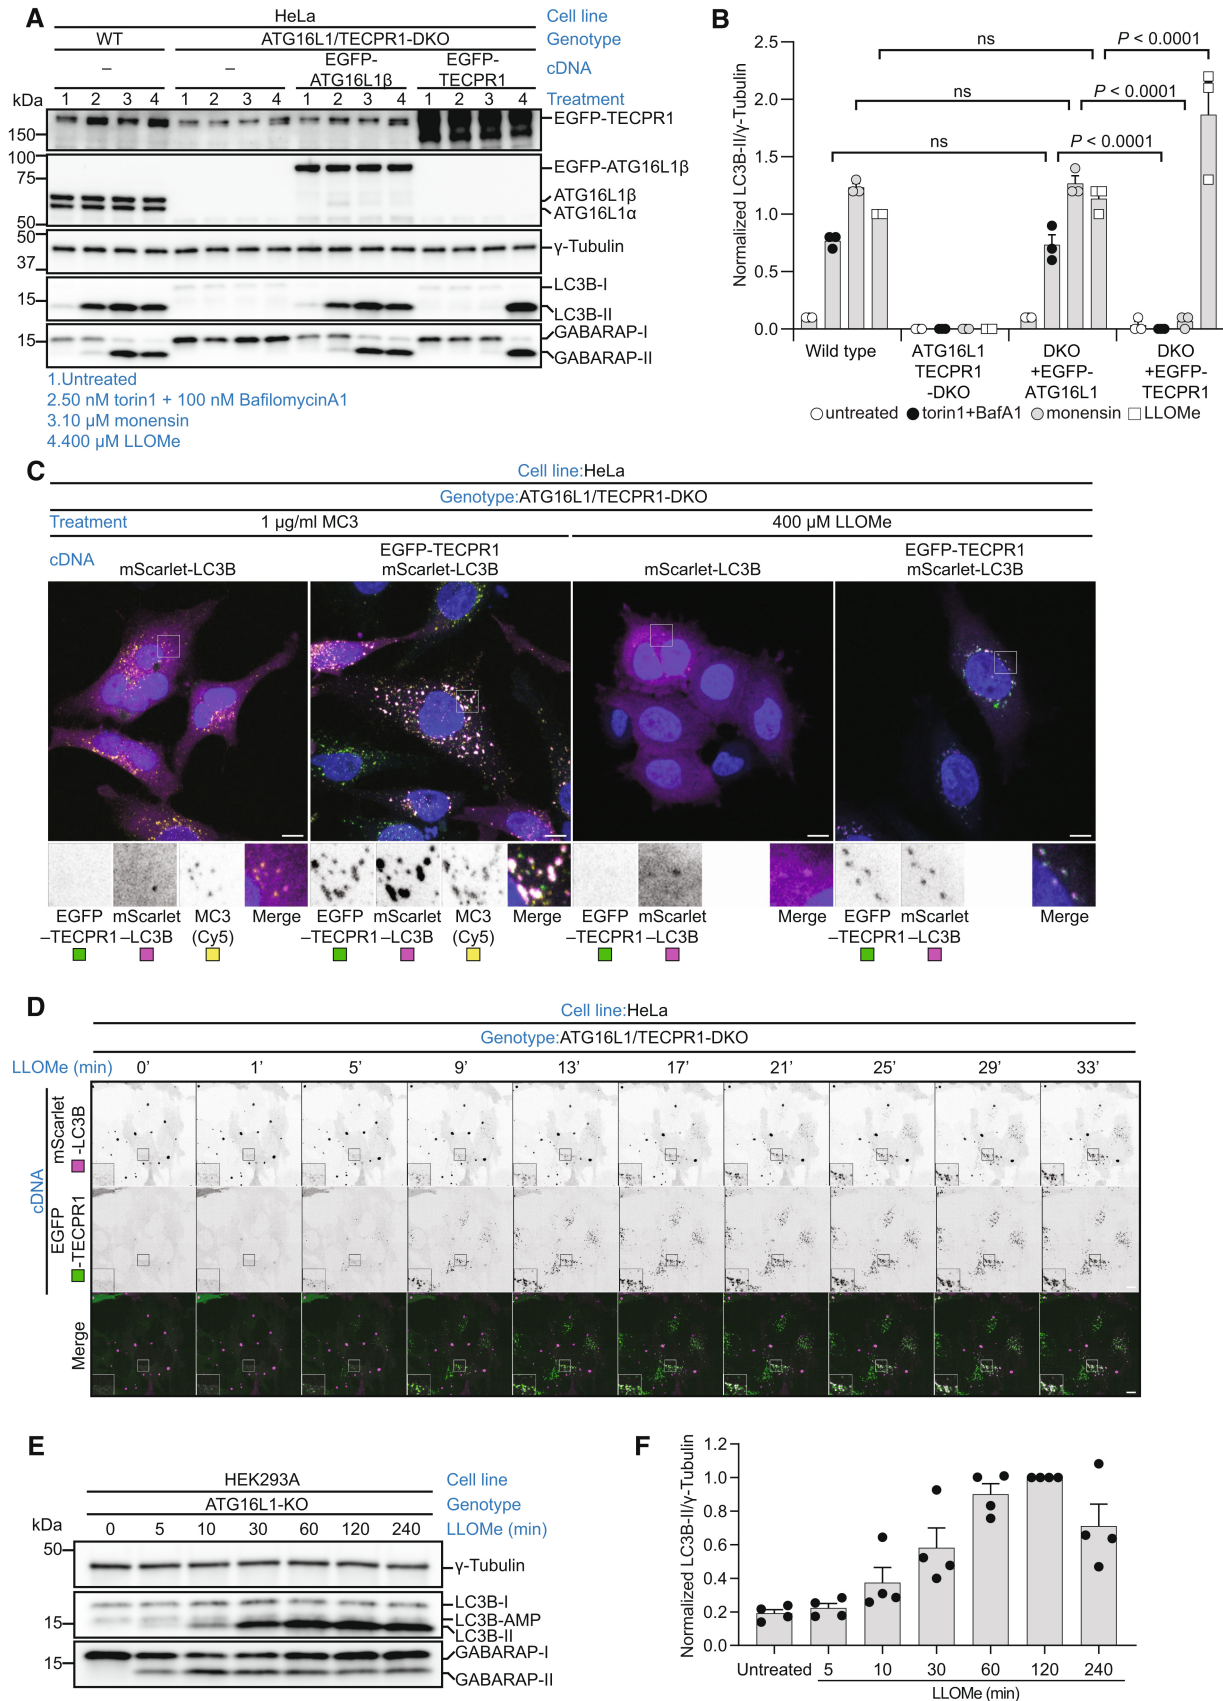 A
HeLa
Cell line
WT
ATG16L1/TECPR1-DKO
Genotype
–
–
EGFP-ATG16L1β
EGFP-TECPR1
cDNA
kDa
1 2 3 4 1 2 3 4 1 2 3 4 1 2 3 4
Treatment
150
EGFP-TECPR1
100
75
50
EGFP-ATG16L1β
ATG16L1β
ATG16L1α
50
37
γ-Tubulin
15
LC3B-I
LC3B-II
15
GABARAP-I
GABARAP-II
1.Untreated
2.50 nM torin1 + 100 nM BafilomycinA1
3.10 µM monensin
4.400 µM LLOMe
B
Normalized LC3B-II/γ-Tubulin
2.5
2.0
1.5
1.0
0.5
0.0
ns
P < 0.0001
ns
P < 0.0001
ns
P < 0.0001
Wild type
ATG16L1 TECPR1 -DKO
DKO +EGFP- ATG16L1
DKO +EGFP- TECPR1
untreated torin1+BafA1 monensin LLOMe
C
Cell line:HeLa
Genotype:ATG16L1/TECPR1-DKO
Treatment
1 µg/ml MC3
400 µM LLOMe
cDNA
mScarlet-LC3B
EGFP-TECPR1
mScarlet-LC3B
mScarlet-LC3B
EGFP-TECPR1
mScarlet-LC3B
EGFP –TECPR1
mScarlet –LC3B
MC3 (Cy5)
Merge
EGFP –TECPR1
mScarlet –LC3B
MC3 (Cy5)
Merge
EGFP –TECPR1
mScarlet –LC3B
Merge
EGFP –TECPR1
mScarlet –LC3B
Merge
D
Cell line:HeLa
Genotype:ATG16L1/TECPR1-DKO
LLOMe (min) 0’ 1’ 5’ 9’ 13’ 17’ 21’ 25’ 29’ 33’
cDNA
mScarlet -LC3B
EGFP -TECPR1
Merge
E
HEK293A
Cell line
ATG16L1-KO
Genotype
kDa
0 5 10 30 60 120 240
LLOMe (min)
50
γ-Tubulin
15
LC3B-I
LC3B-AMP
LC3B-II
15
GABARAP-I
GABARAP-II
F
Normalized LC3B-II/γ-Tubulin
1.2
1.0
0.8
0.6
0.4
0.2
0.0
Untreated 5 10 30 60 120 240
LLOMe (min)